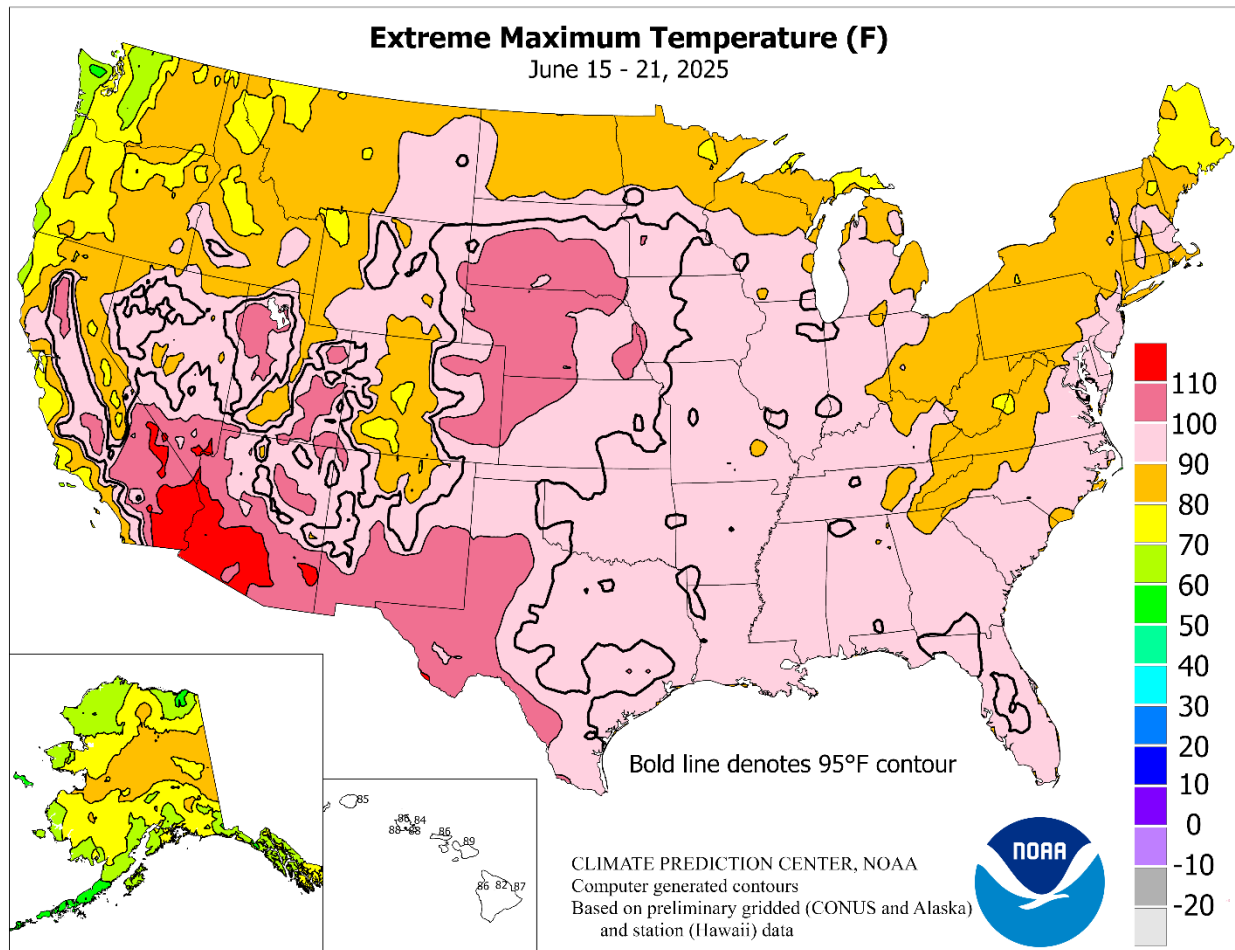 Extreme Maximum Temperature (F)
June 15 - 21, 2025
110
100
90
80
70
60
50
40
30
20
10
0
-10
-20
Bold line denotes 95°F contour
85
84
88
86
89
86
82
87
CLIMATE PREDICTION CENTER, NOAA
Computer generated contours
Based on preliminary gridded (CONUS and Alaska)
and station (Hawaii) data
NOAA